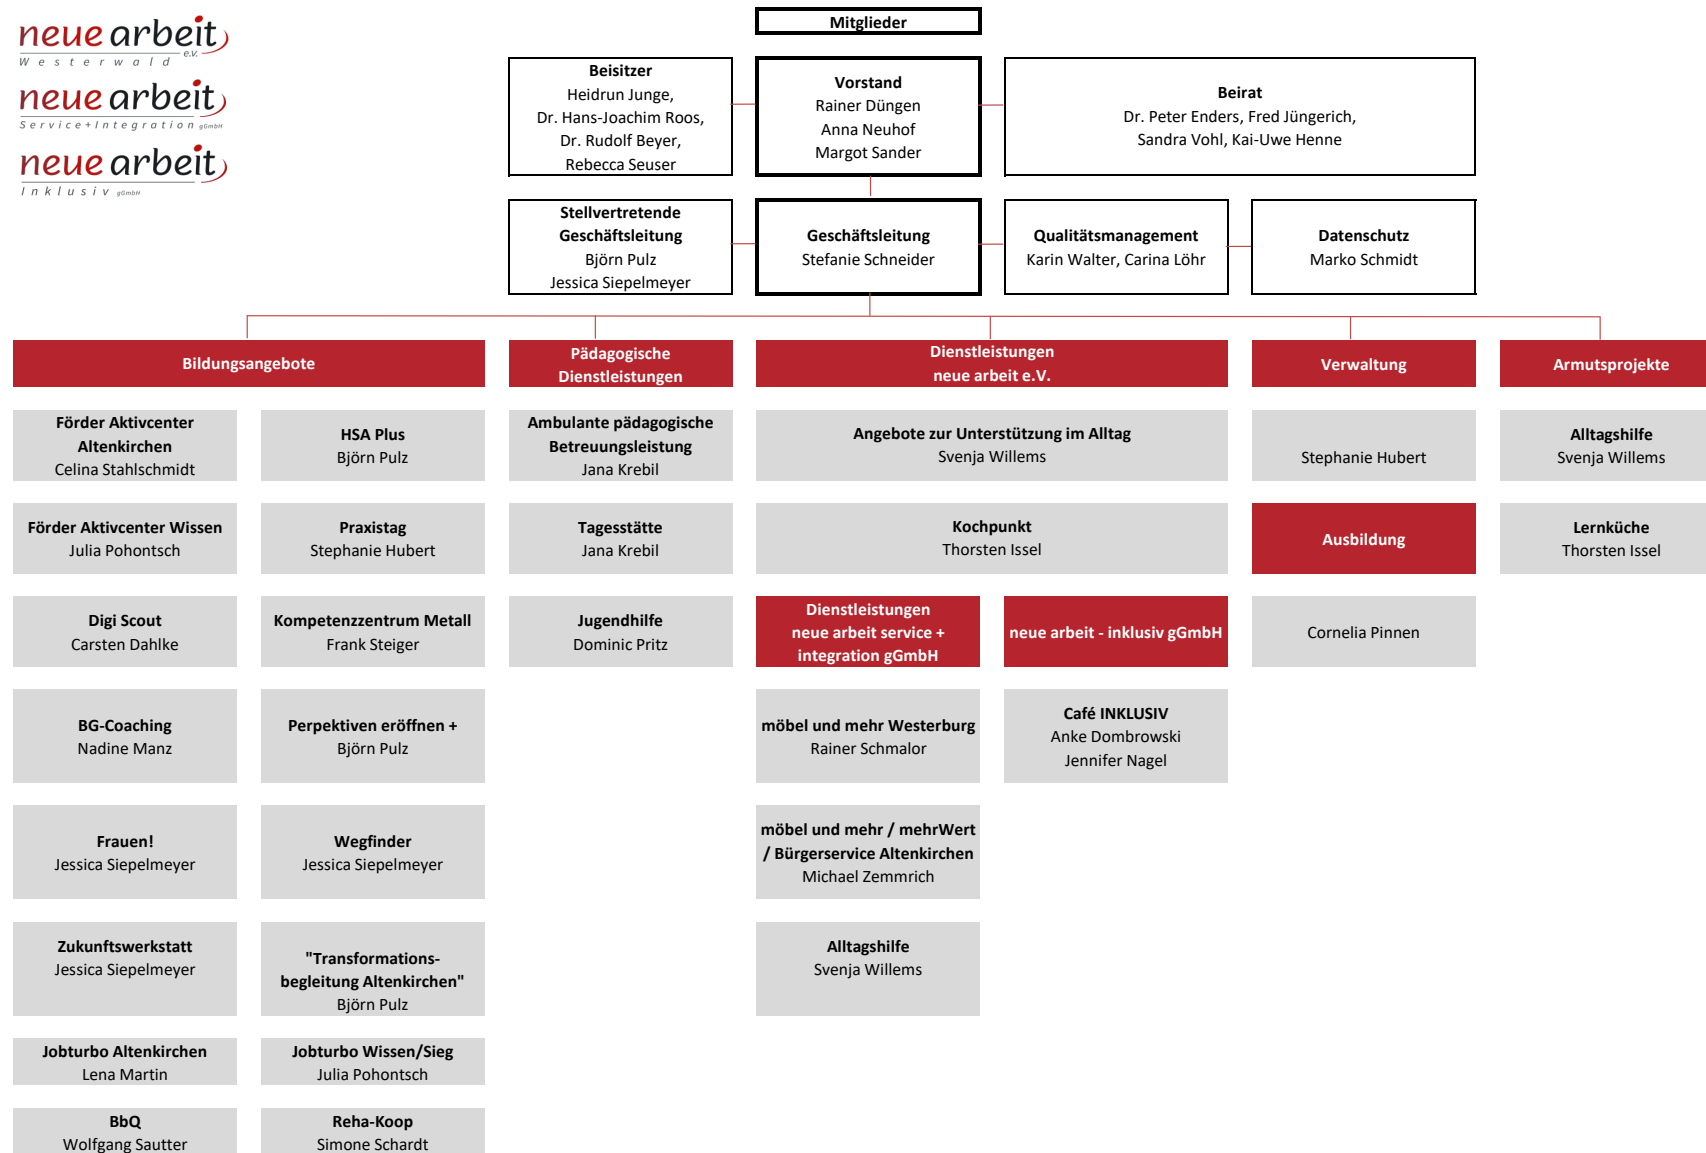 neue arbeit e.V.
Westerwald
neue arbeit
Service+Integration gGmbH
neue arbeit
Inklusiv gGmbH
Mitglieder
Beisitzer
Heidrun Junge,
Dr. Hans-Joachim Roos,
Dr. Rudolf Beyer,
Rebecca Seuser
Vorstand
Rainer Düngen
Anna Neuhof
Margot Sander
Beirat
Dr. Peter Enders, Fred Jüngerich,
Sandra Vohl, Kai-Uwe Henne
Stellvertretende
Geschäftsleitung
Björn Pulz
Jessica Siepelmeyer
Geschäftsleitung
Stefanie Schneider
Qualitätsmanagement
Karin Walter, Carina Löhr
Datenschutz
Marko Schmidt
Bildungsangebote
Pädagogische
Dienstleistungen
Dienstleistungen
neue arbeit e.V.
Verwaltung
Armutsprojekte
Förder Aktivcenter
Altenkirchen
Celina Stahlschmidt
HSA Plus
Björn Pulz
Ambulante pädagogische
Betreuungsleistung
Jana Krebil
Angebote zur Unterstützung im Alltag
Svenja Willems
Stephanie Hubert
Alltagshilfe
Svenja Willems
Förder Aktivcenter Wissen
Julia Pohontsch
Praxistag
Stephanie Hubert
Tagesstätte
Jana Krebil
Kochpunkt
Thorsten Issel
Ausbildung
Lernküche
Thorsten Issel
Digi Scout
Carsten Dahlke
Kompetenzzentrum Metall
Frank Steiger
Jugendhilfe
Dominic Pritz
Dienstleistungen
neue arbeit service +
integration gGmbH
neue arbeit - inklusiv gGmbH
Cornelia Pinnen
BG-Coaching
Nadine Manz
Perpektiven eröffnen +
Björn Pulz
möbel und mehr Westerburg
Rainer Schmalor
Café INKLUSIV
Anke Dombrowski
Jennifer Nagel
Frauen!
Jessica Siepelmeyer
Wegfinder
Jessica Siepelmeyer
möbel und mehr / mehrWert
/ Bürgerservice Altenkirchen
Michael Zemmrich
Zukunftswerkstatt
Jessica Siepelmeyer
"Transformations-
begleitung Altenkirchen"
Björn Pulz
Alltagshilfe
Svenja Willems
Jobturbo Altenkirchen
Lena Martin
Jobturbo Wissen/Sieg
Julia Pohontsch
BbQ
Wolfgang Sautter
Reha-Koop
Simone Schardt